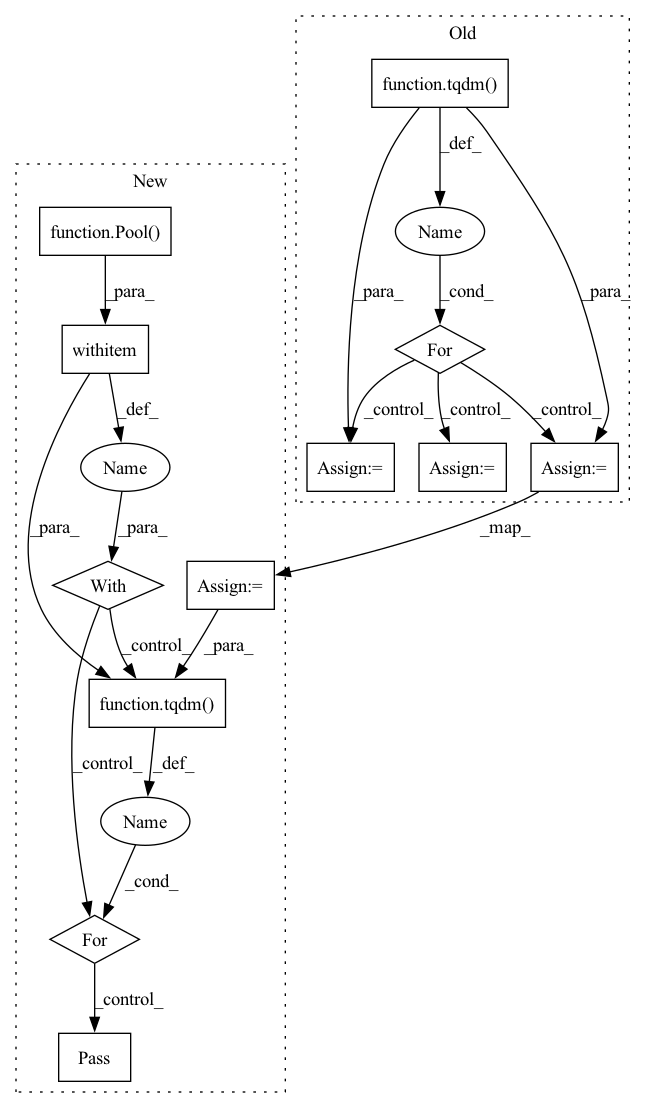 Old
function.tqdm()
_def_
New
function.Pool()
Name
_para_
_para_
_cond_
_para_
withitem
For
_def_
_control_
_control_
_control_
Name
Assign:=
Assign:=
Assign:=
_para_
_para_
_map_
With
Assign:=
_control_
_para_
function.tqdm()
_control_
_def_
Name
_cond_
For
_control_
Pass